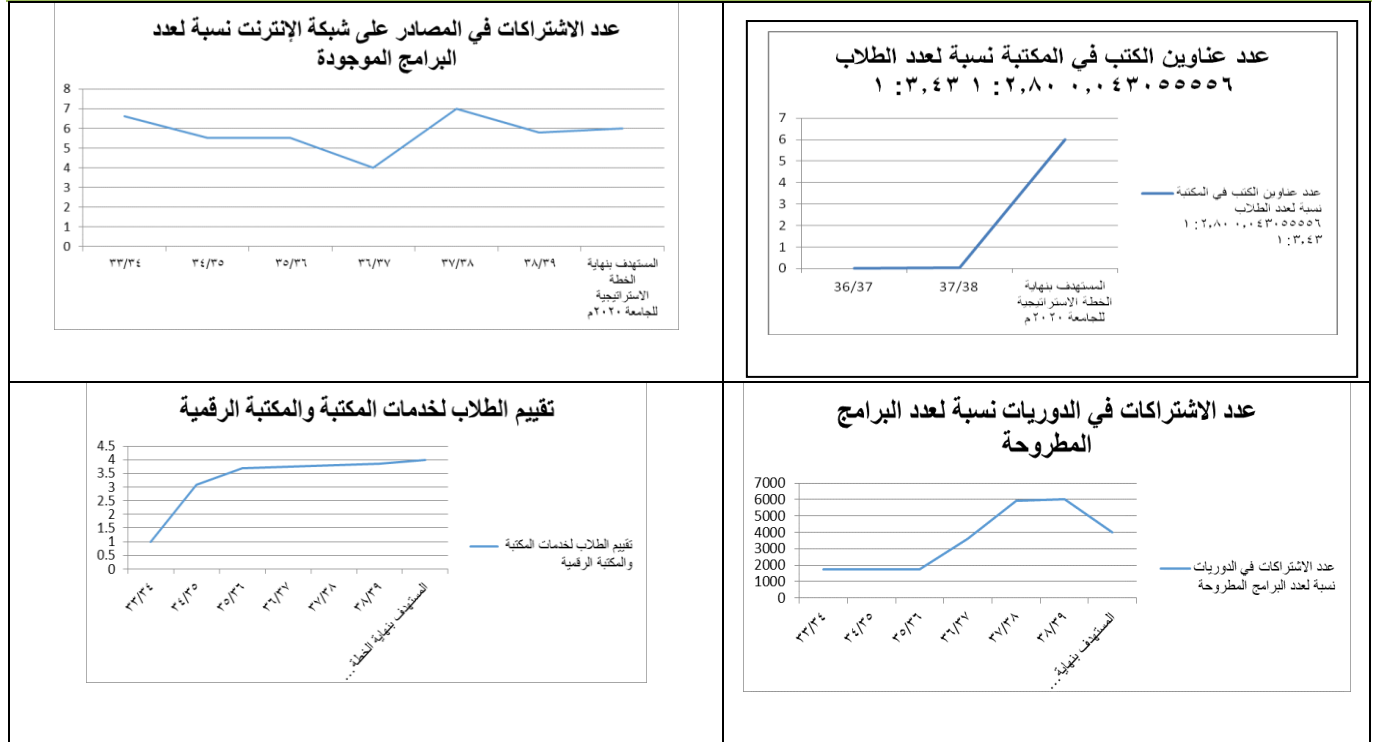 عدد عناوين الكتب في المكتبة نسبة لعدد الطلاب
٠,٠٤٣٠٥٥٥٥٦ ٢,٨٠: ١ ٣,٤٣: ١
7
6
5
4
3
2
1
0
36/37
37/38
المستهدف بنهاية
الخطة الاستراتيجية
للجامعة ٢٠٢٠م
عدد عناوين الكتب في المكتبة
نسبة لعدد الطلاب
٠,٠٤٣٠٥٥٥٥٦ ٢,٨٠: ١
٣,٤٣: ١
عدد الاشتراكات في المصادر على شبكة الإنترنت نسبة لعدد
البرامج الموجودة
8
7
6
5
4
3
2
1
0
٣٣/٣٤
٣٤/٣٥
٣٥/٣٦
٣٦/٣٧
٣٧/٣٨
٣٨/٣٩
المستهدف بنهاية
الخطة
الاستراتيجية
للجامعة ٢٠٢٠م
عدد الاشتراكات في الدوريات نسبة لعدد البرامج
المطروحة
7000
6000
5000
4000
3000
2000
1000
0
٣٣/٣٤
٣٤/٣٥
٣٥/٣٦
٣٦/٣٧
٣٧/٣٨
٣٨/٣٩
المستهدف بنهاية...
عدد الاشتراكات في الدوريات
نسبة لعدد البرامج المطروحة
تقييم الطلاب لخدمات المكتبة والمكتبة الرقمية
4.5
4
3.5
3
2.5
2
1.5
1
0.5
0
٣٣/٣٤
٣٤/٣٥
٣٥/٣٦
٣٦/٣٧
٣٧/٣٨
٣٨/٣٩
المستهدف بنهاية الخطة...
تقييم الطلاب لخدمات المكتبة
والمكتبة الرقمية